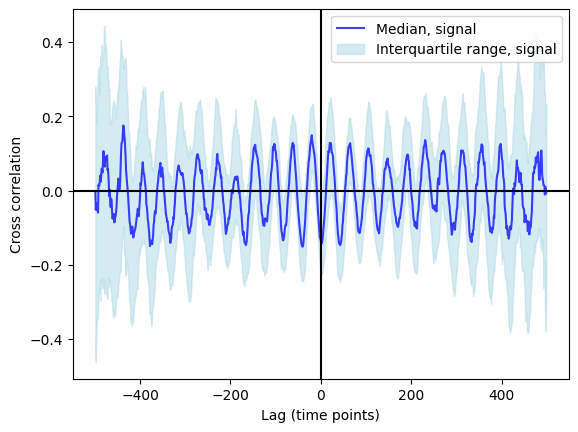 Median, signal
Interquartile range, signal
Cross correlation
0.4
0.2
0.0
−0.2
−0.4
−400
−200
0
200
400
Lag (time points)